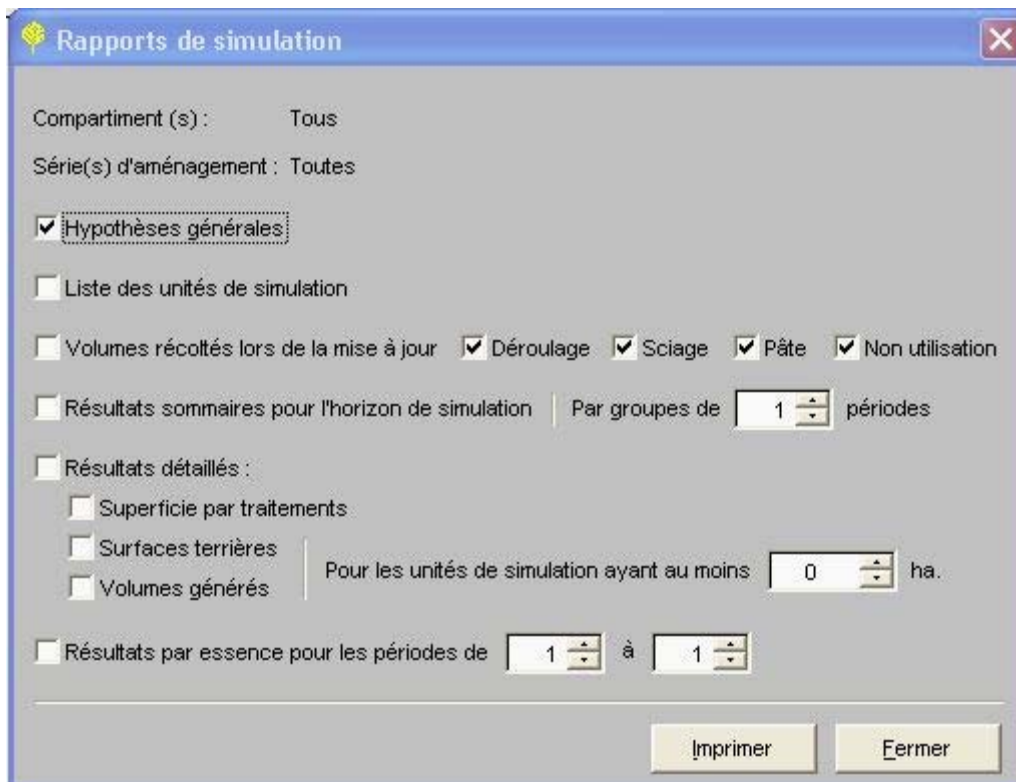 Rapports de simulation
Compartiment (s) : Tous
Série(s) d'aménagement : Toutes
Hypothèses générales
Liste des unités de simulation
Volumes récoltés lors de la mise à jour Déroulage Sciage Pâte Non utilisation
Résultats sommaires pour l'horizon de simulation Par groupes de 1 périodes
Résultats détaillés :
Superficie par traitements
Surfaces terrières
Pour les unités de simulation ayant au moins 0 ha.
Volumes générés
Résultats par essence pour les périodes de 1 à 1
Imprimer Fermer